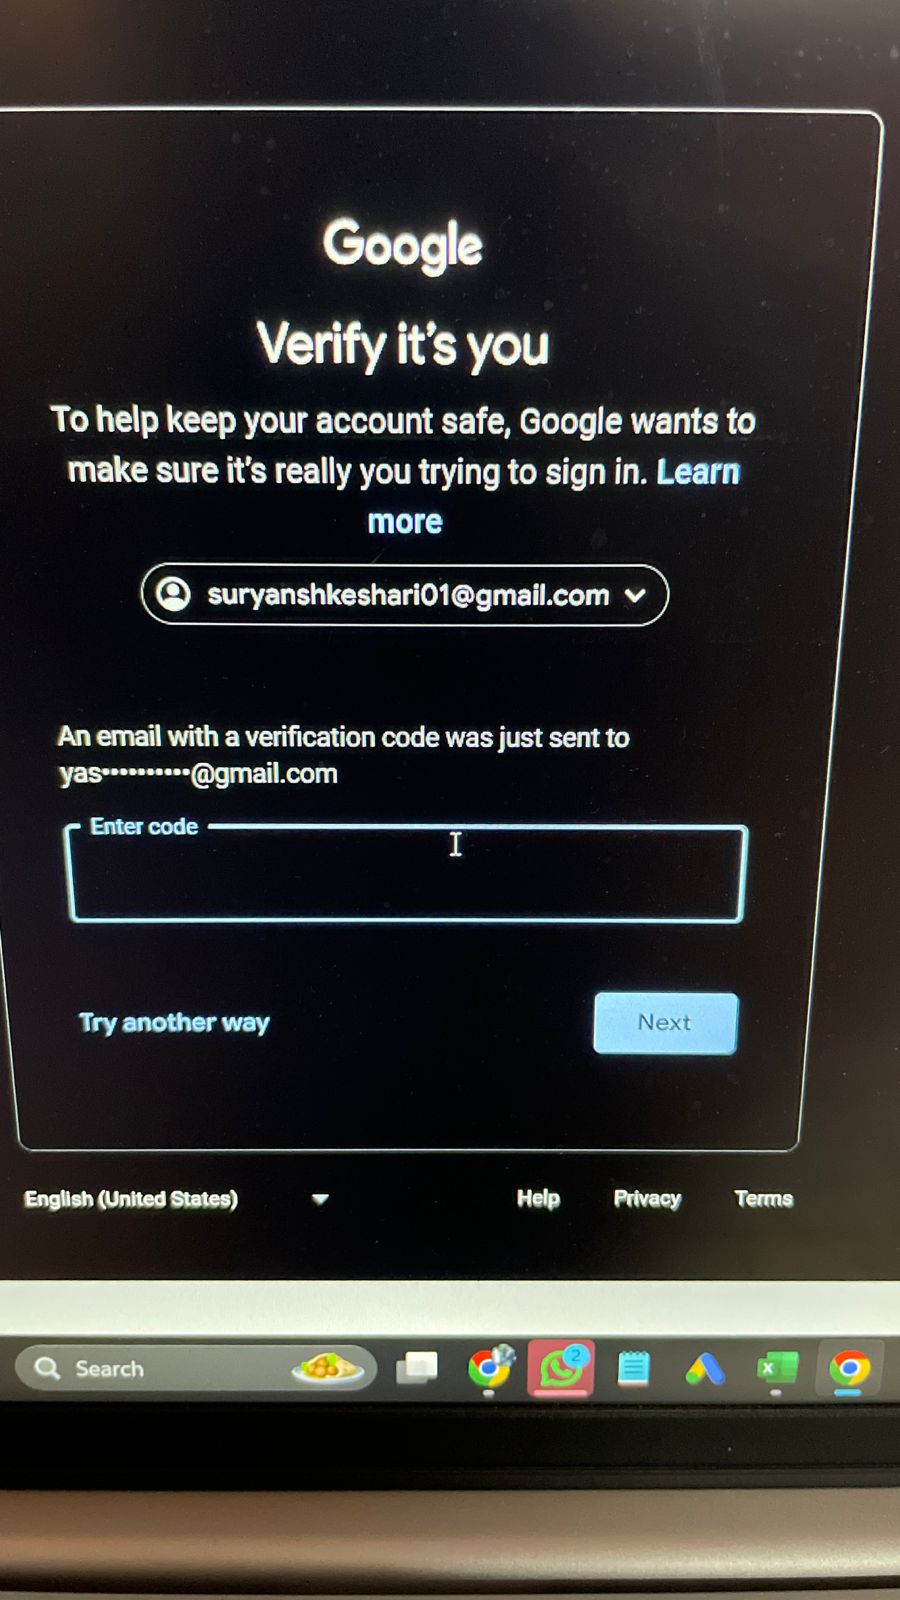 Google
Verify it's you
To help keep your account safe, Google wants to
make sure it's really you trying to sign in. Learn
more
suryanshkeshari01@gmail.com
An email with a verification code was just sent to
yas••••••••••@gmail.com
Enter code
Try another way
Next
English (United States)
Help
Privacy
Terms
Search
2